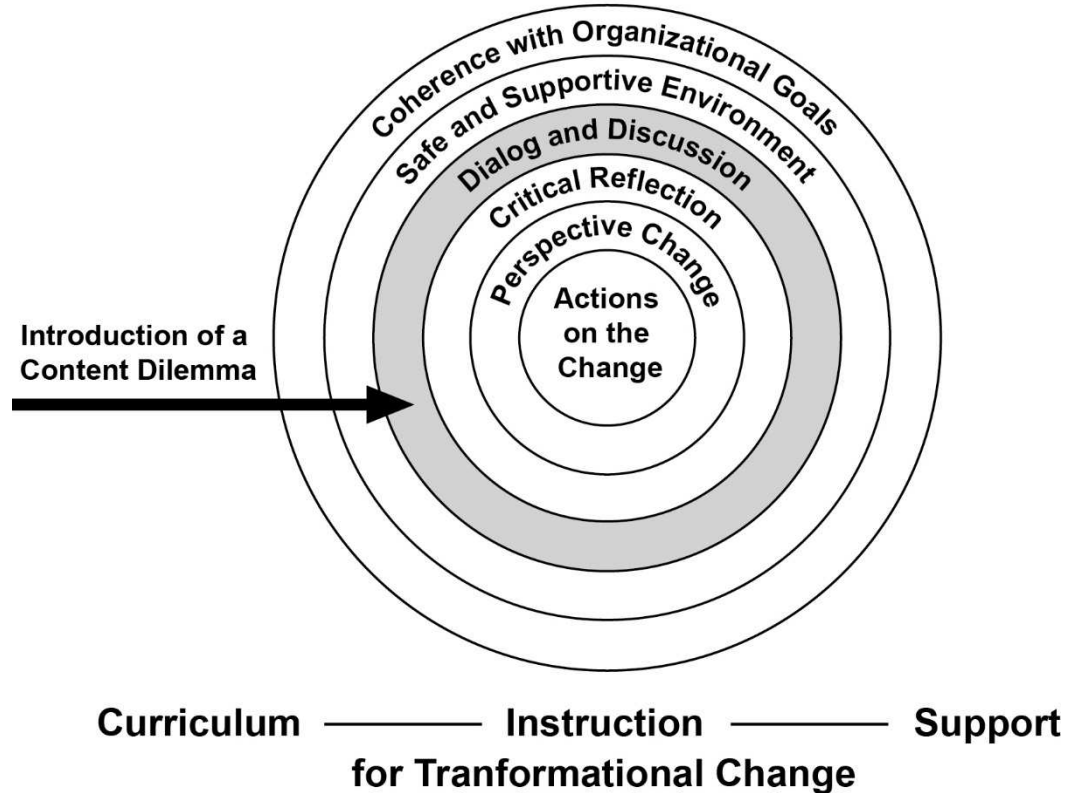 Coherence with Organizational Goals
Safe and Supportive Environment
Dialog and Discussion
Critical Reflection
Perspective Change
Actions
on the
Change
Introduction of a
Content Dilemma
Curriculum Instruction Support
for Tranformational Change